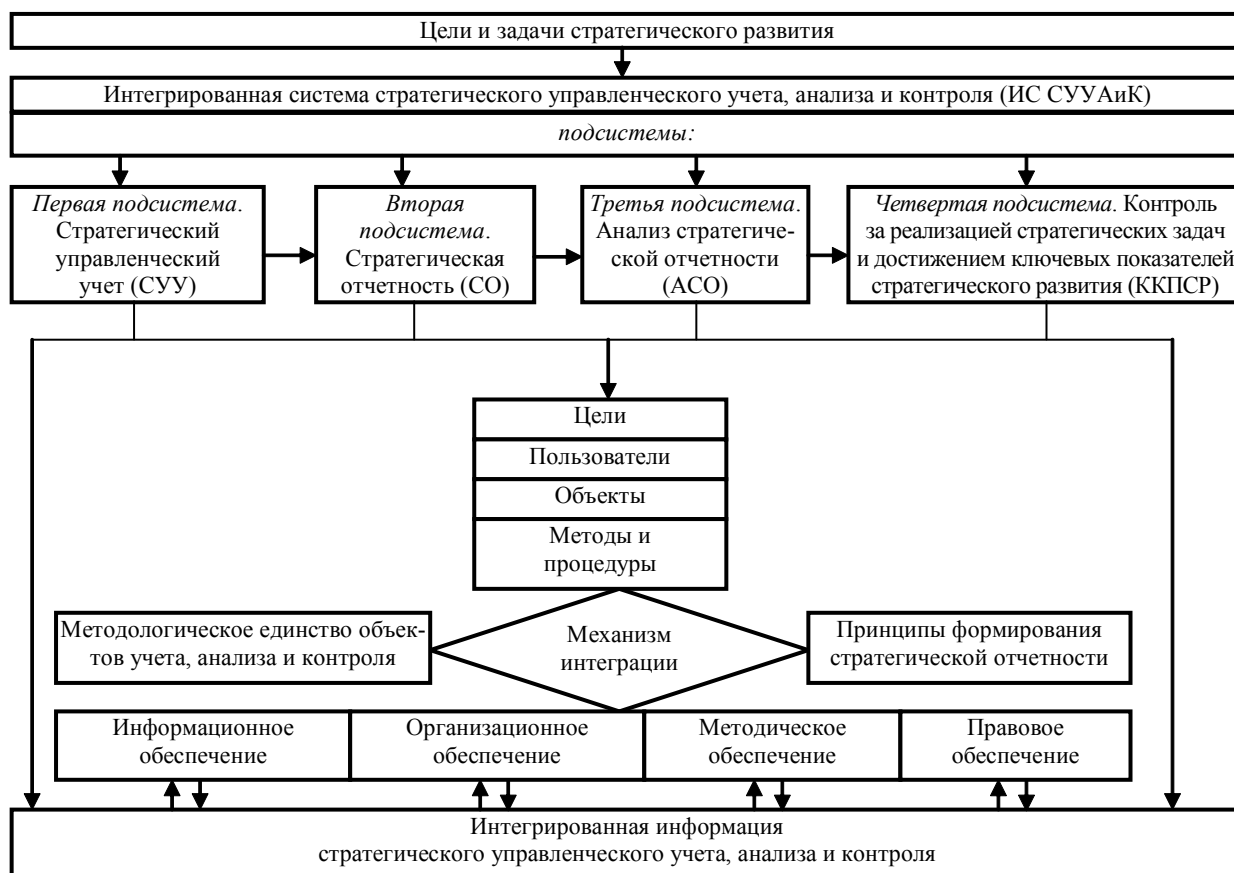 Цели и задачи стратегического развития
Интегрированная система стратегического управленческого учета, анализа и контроля (ИС СУУАиК)
подсистемы:
Первая подсистема.
Стратегический
управленческий
учет (СУУ)
Вторая
подсистема.
Стратегическая
отчетность (СО)
Третья подсистема.
Анализ стратегиче-
ской отчетности
(АСО)
Четвертая подсистема. Контроль
за реализацией стратегических задач
и достижением ключевых показателей
стратегического развития (ККПСР)
Цели
Пользователи
Объекты
Методы и
процедуры
Методологическое единство объек-
тов учета, анализа и контроля
Механизм
интеграции
Принципы формирования
стратегической отчетности
Информационное
обеспечение
Организационное
обеспечение
Методическое
обеспечение
Правовое
обеспечение
Интегрированная информация
стратегического управленческого учета, анализа и контроля